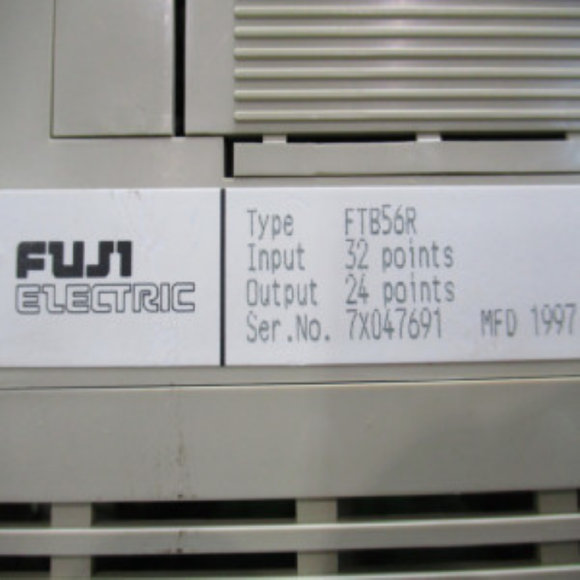 FUJI
ELECTRIC
Type FTB56R
Input 32 points
Output 24 points
Ser.No. 7X047691 MFD 1997